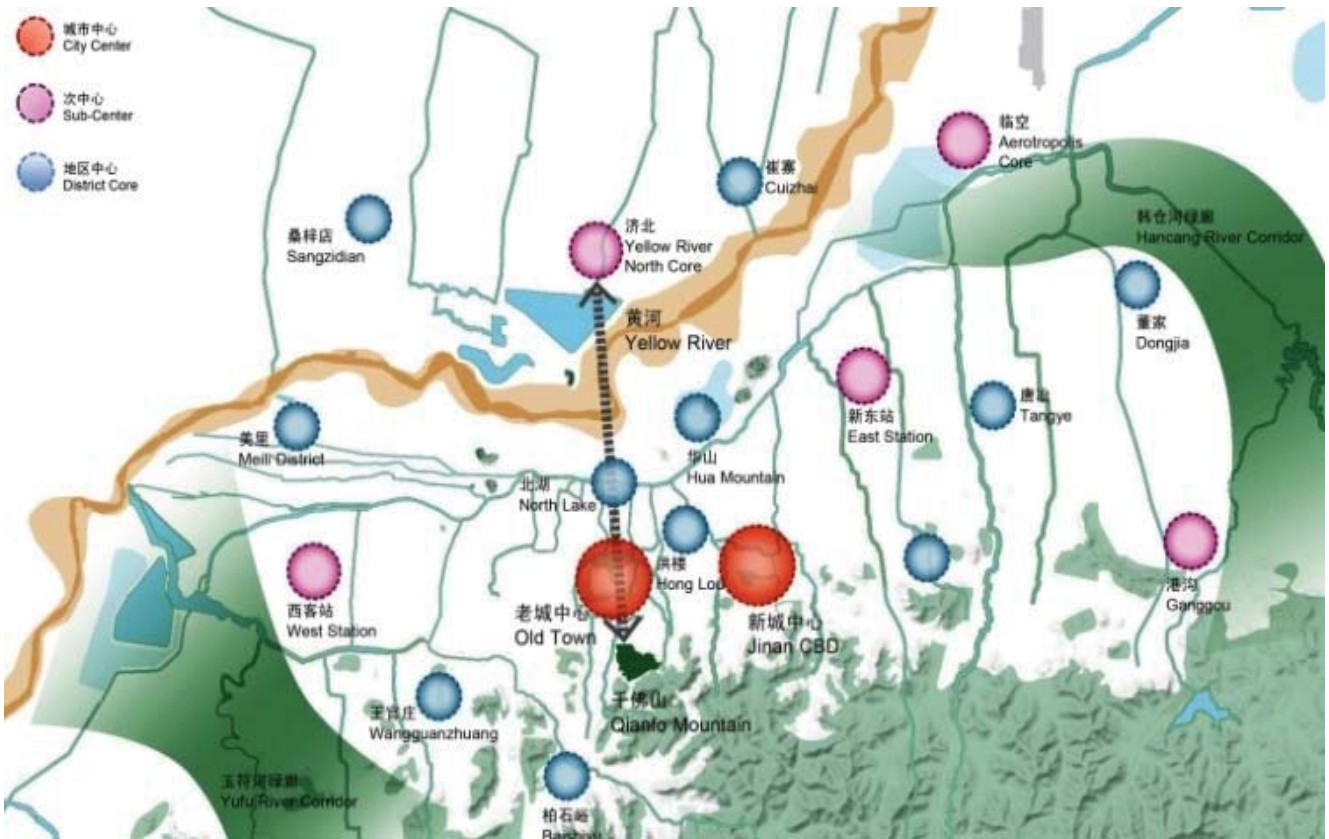 城市中心
City Center
次中心
Sub-Center
地区中心
District Core
临空
Aerotropolis
Core
崔寨
Cuizhai
桑梓店
Sangzidian
济北
Yellow River
North Core
韩仓河绿廊
Hancang River Corridor
黄河
Yellow River
董家
Dongjia
新东站
East Station
唐冶
Tangye
美里
Meili District
华山
Hua Mountain
北湖
North Lake
洪楼
Hong Lou
西客站
West Station
老城中心
Old Town
新城中心
Jinan CBD
港沟
Ganggou
王官庄
Wangguanzhuang
千佛山
Qianfo Mountain
玉符河绿廊
Yufu River Corridor
柏石峪